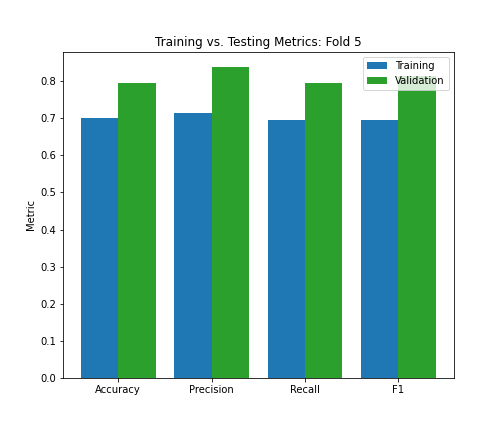 Training vs. Testing Metrics: Fold 5
Training
Validation
Metric
0.8
0.7
0.6
0.5
0.4
0.3
0.2
0.1
0.0
Accuracy
Precision
Recall
F1